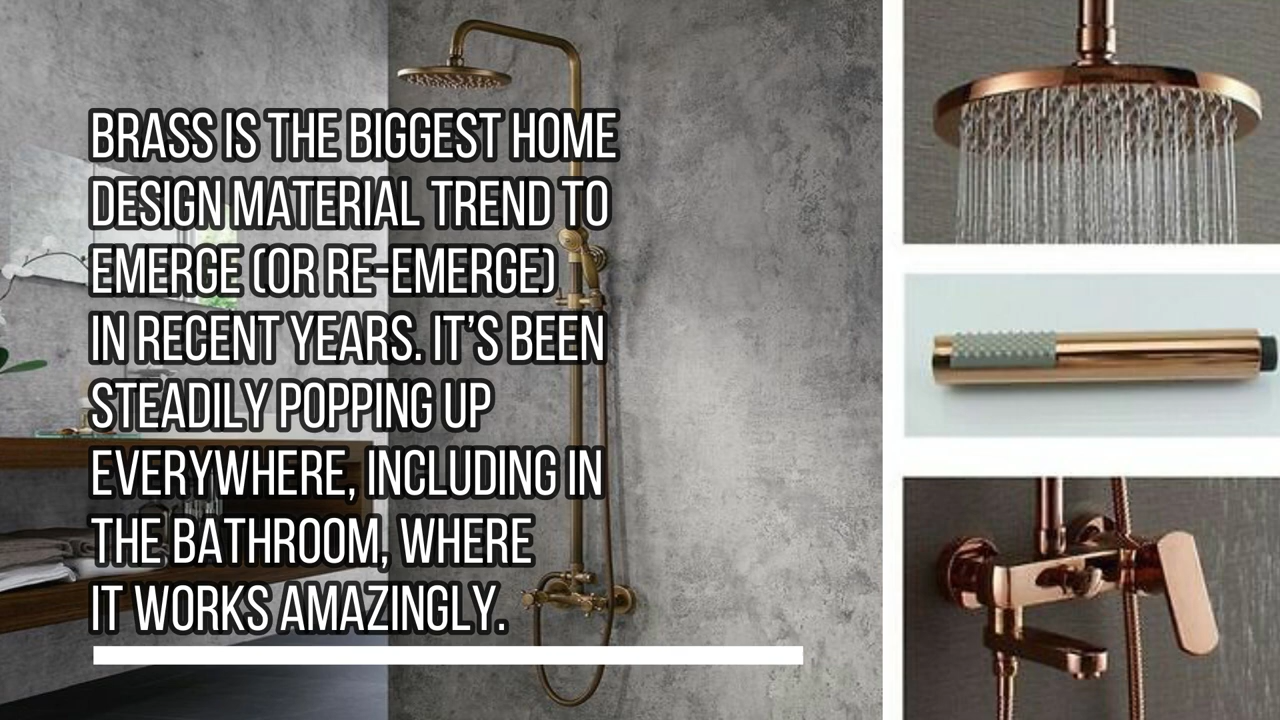 BRASS IS THE BIGGEST HOME
DESIGN MATERIAL TREND TO
EMERGE (OR RE-EMERGE)
IN RECENT YEARS. IT’S BEEN
STEADILY POPPING UP
EVERYWHERE, INCLUDING IN
THE BATHROOM, WHERE
IT WORKS AMAZINGLY.